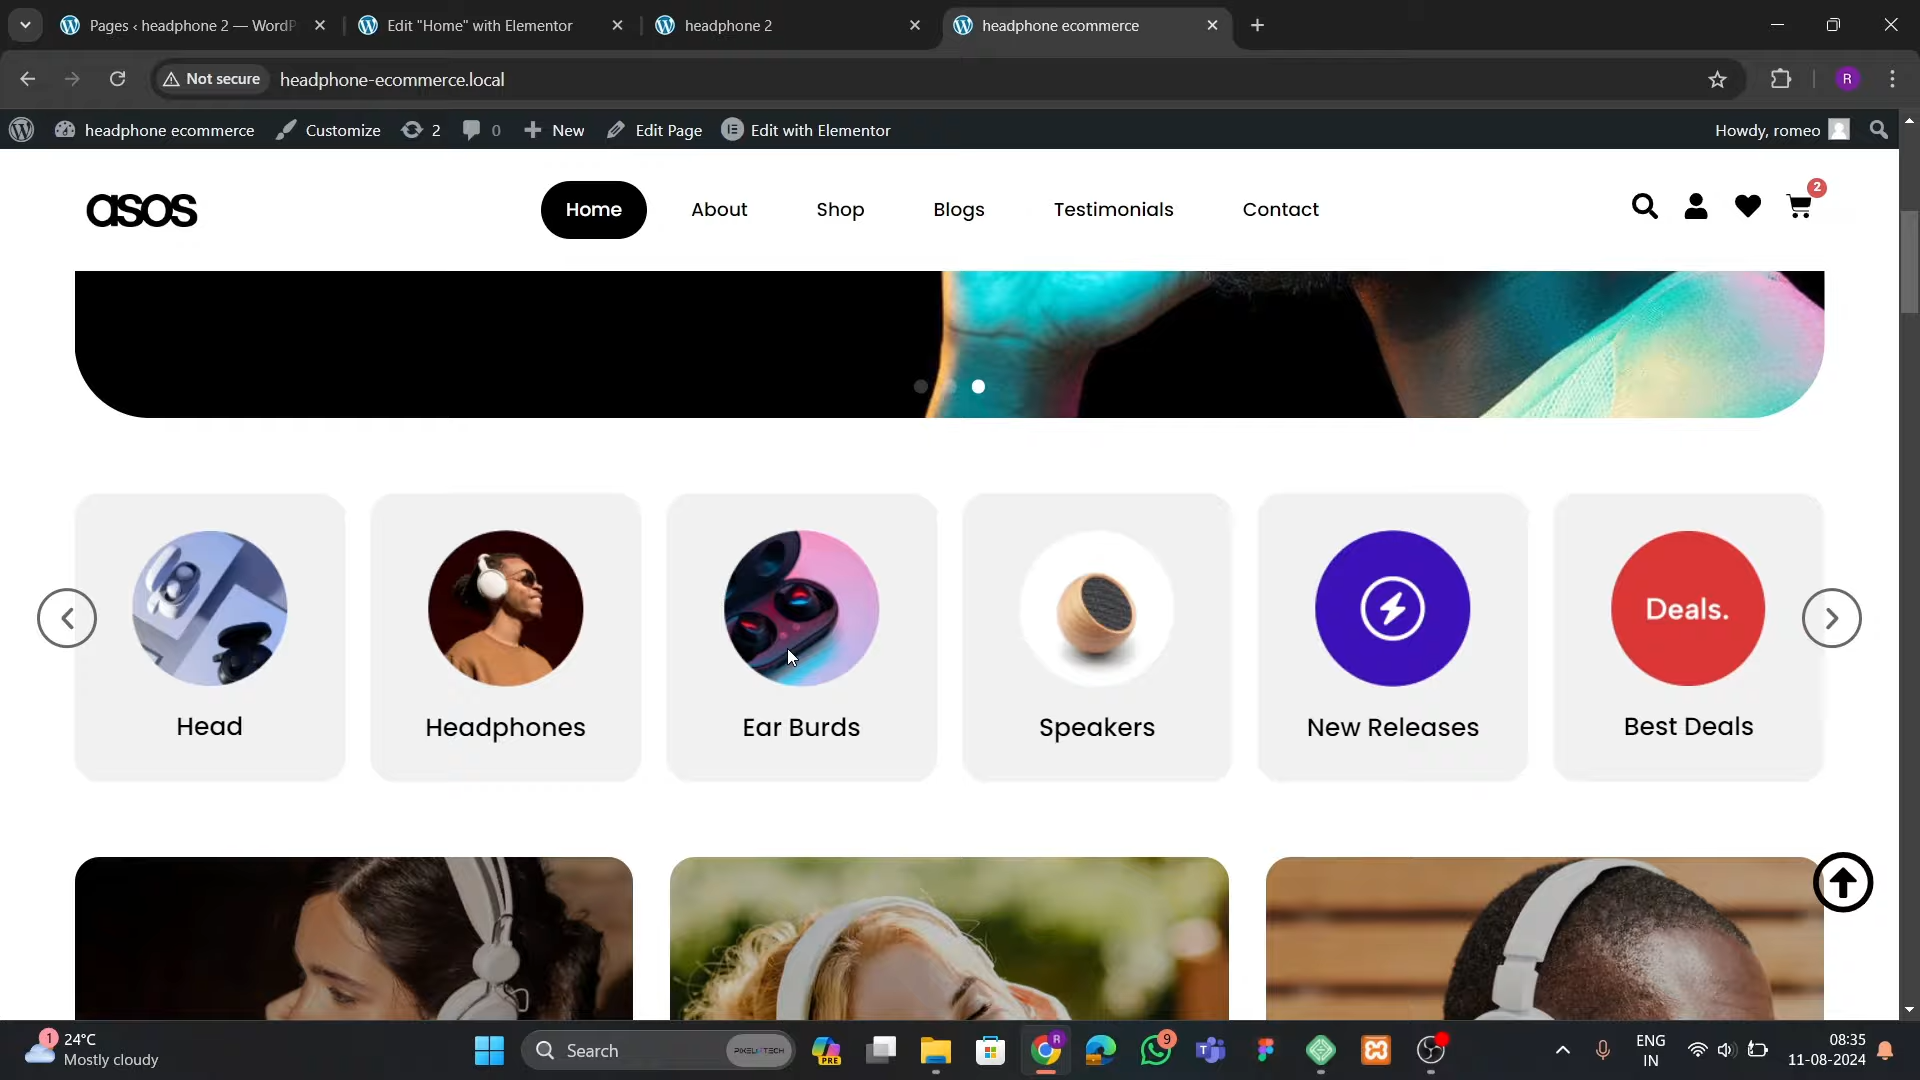 Pages ‹ headphone 2 — WordP
Edit "Home" with Elementor
headphone 2
headphone ecommerce
Not secure
headphone-ecommerce.local
R
headphone ecommerce
Customize
2
0
New
Edit Page
Edit with Elementor
Howdy, romeo
asos
Home
About
Shop
Blogs
Testimonials
Contact
2
Deals.
Head
Headphones
Ear Burds
Speakers
New Releases
Best Deals
1
24°C
Mostly cloudy
Search
PIXEL TECH
PRE
R
9
ENG
IN
08:35
11-08-2024